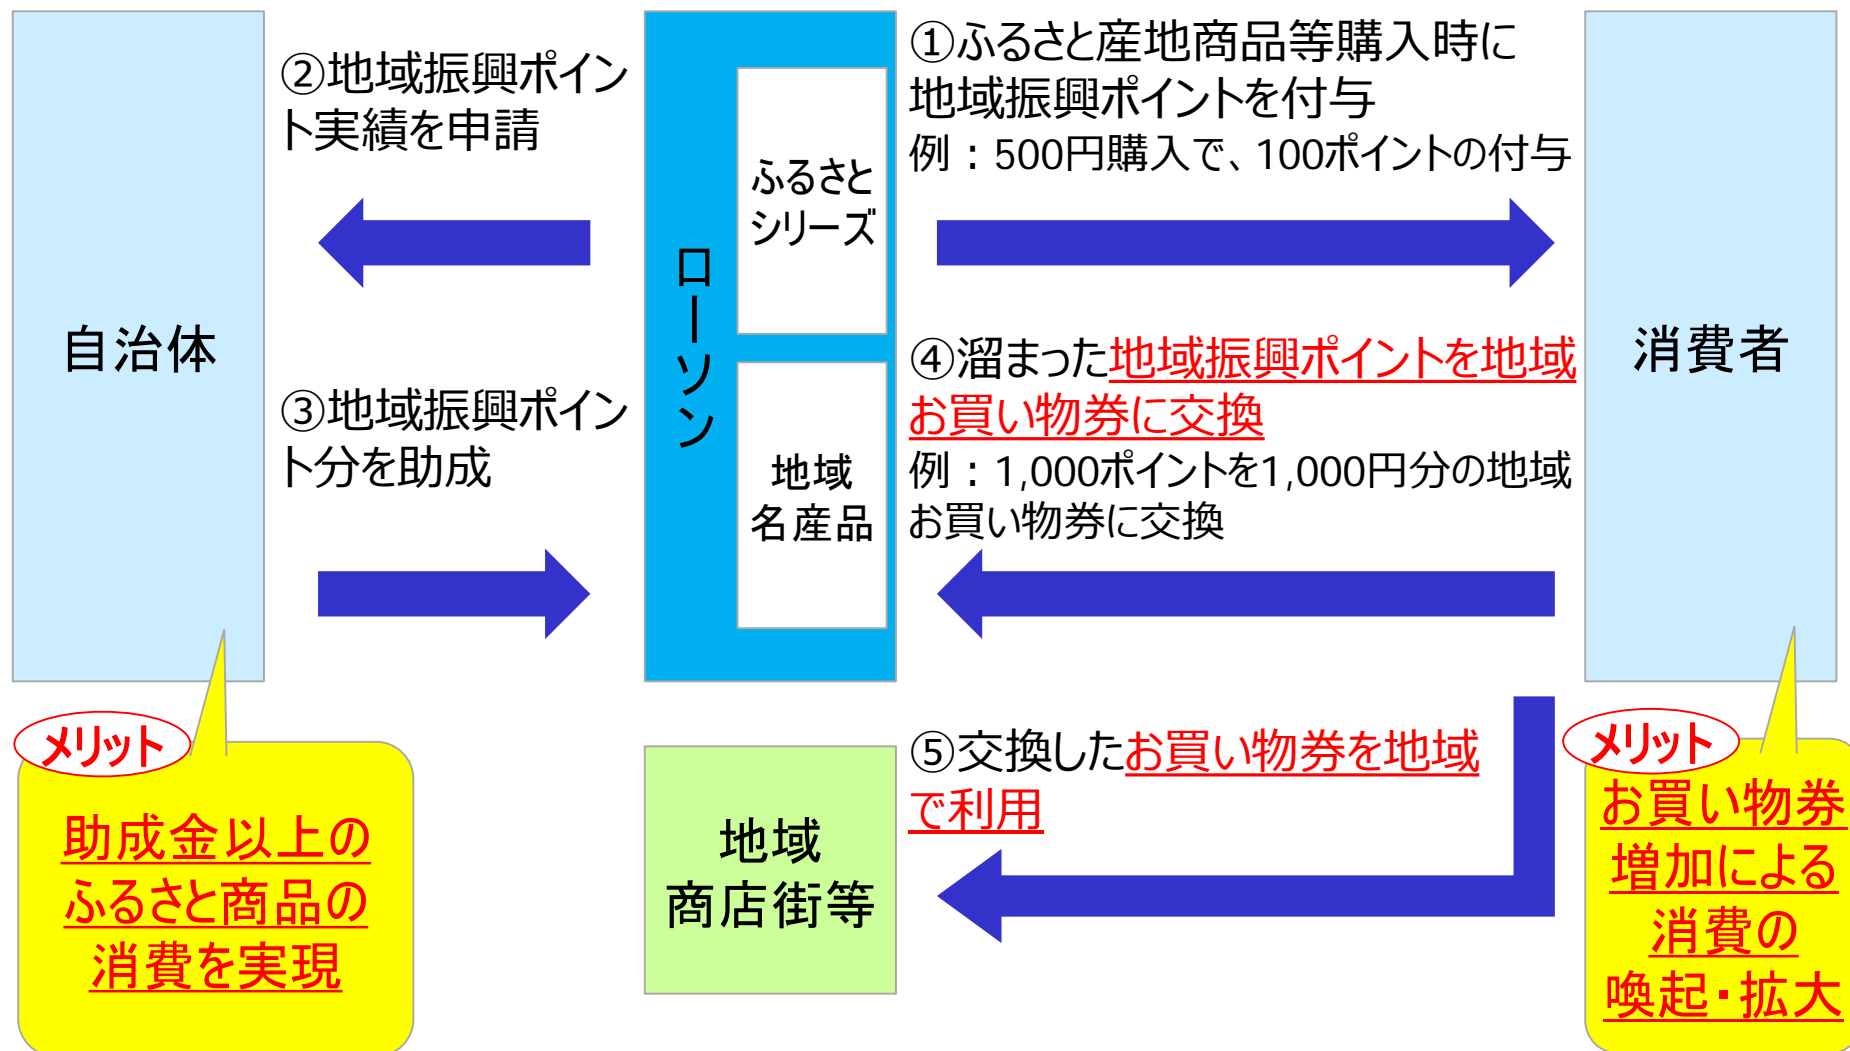 自治体
②地域振興ポイン
ト実績を申請
③地域振興ポイン
ト分を助成
ローソン
ふるさと
シリーズ
地域
名産品
①ふるさと産地商品等購入時に
地域振興ポイントを付与
例：500円購入で、100ポイントの付与
④溜まった地域振興ポイントを地域
お買い物券に交換
例：1,000ポイントを1,000円分の地域
お買い物券に交換
消費者
メリット
助成金以上の
ふるさと商品の
消費を実現
地域
商店街等
⑤交換したお買い物券を地域
で利用
メリット
お買い物券
増加による
消費の
喚起・拡大